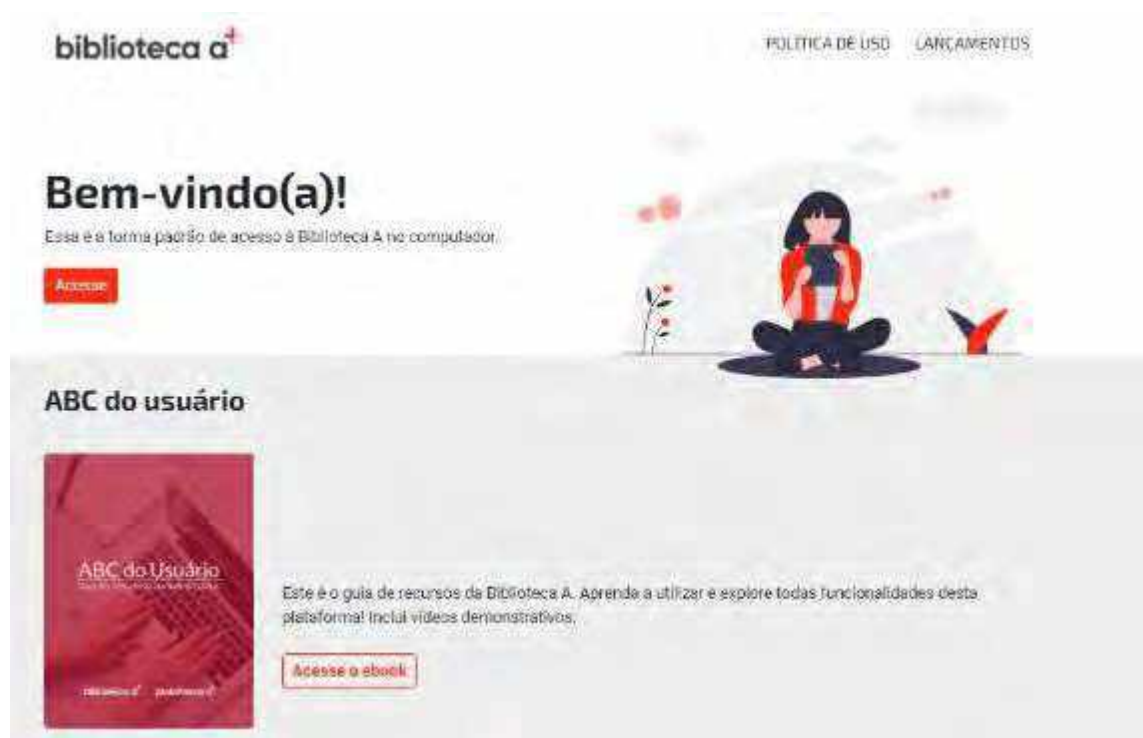 biblioteca a+
POLÍTICA DE USO LANÇAMENTOS
Bem-vindo(a)!
Essa é a forma padrão de acesso à Biblioteca A no computador.
Acesse
ABC do usuário
ABC do Usuário
Este é o guia de recursos da Biblioteca A. Aprenda a utilizar e explore todas funcionalidades desta
plataforma! Inclui vídeos demonstrativos.
Acesse o ebook
biblioteca a+ plataforma a+